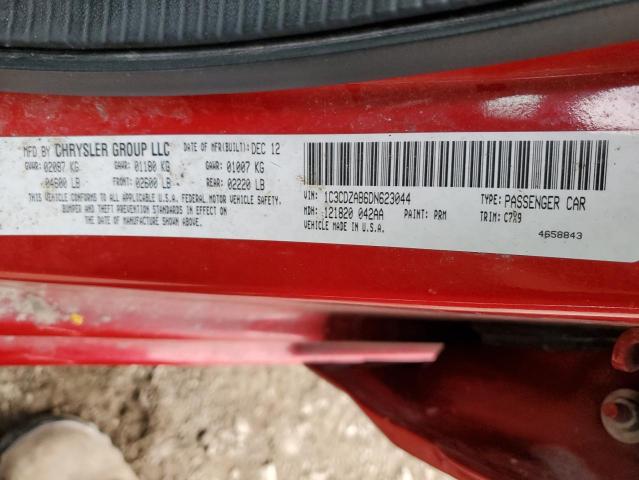 MFD BY CHRYSLER GROUP LLC DATE OF MFR(BUILT): DEC 12
GVWR: 02087 KG GAWR: 01180 KG GAWR: 01007 KG
04600 LB FRONT: 02600 LB REAR: 02220 LB
THIS VEHICLE CONFORMS TO ALL APPLICABLE U.S.A. FEDERAL MOTOR VEHICLE SAFETY,
BUMPER AND THEFT PREVENTION STANDARDS IN EFFECT ON THE
DATE OF MANUFACTURE SHOWN ABOVE.
VIN: 1C3CDZAB6DN623044 TYPE: PASSENGER CAR
MDH: 121820 042AA PAINT: PRM TRIM: C7X9
VEHICLE MADE IN U.S.A.
4658843